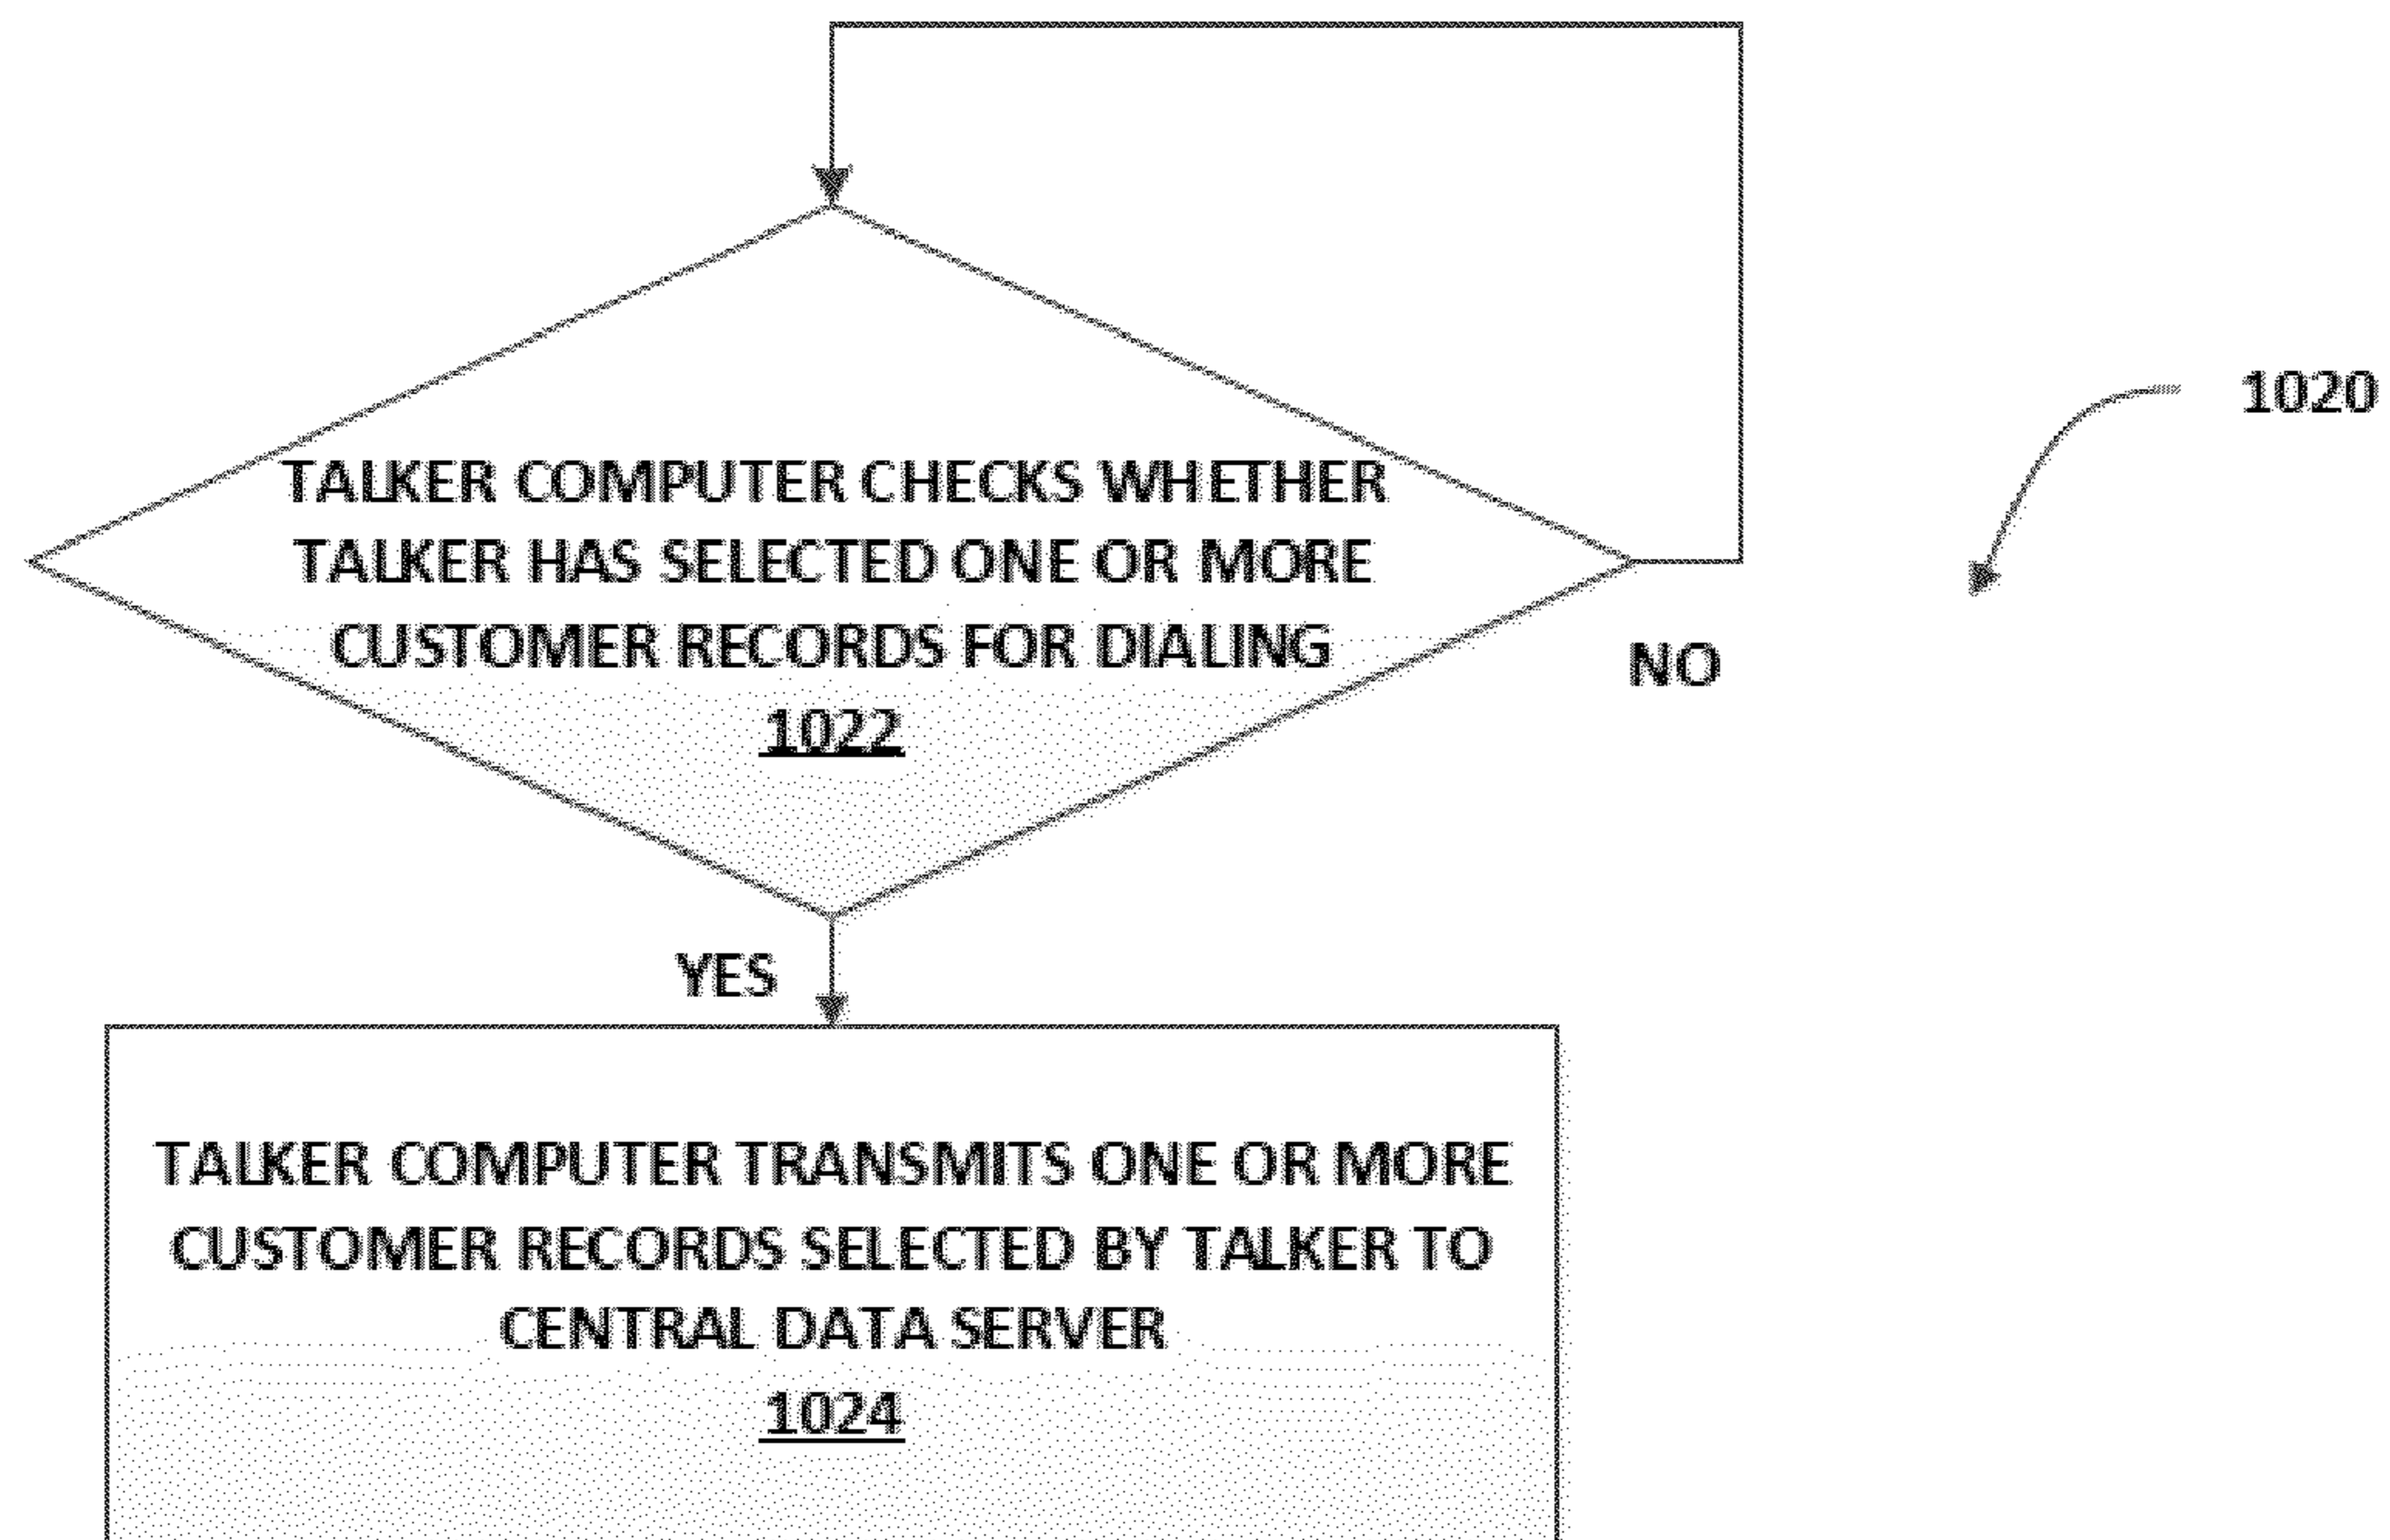 TALKER COMPUTER CHECKS WHETHER
TALKER HAS SELECTED ONE OR MORE
CUSTOMER RECORDS FOR DIALING
1022
1020
NO
YES
TALKER COMPUTER TRANSMITS ONE OR MORE
CUSTOMER RECORDS SELECTED BY TALKER TO
CENTRAL DATA SERVER
1024